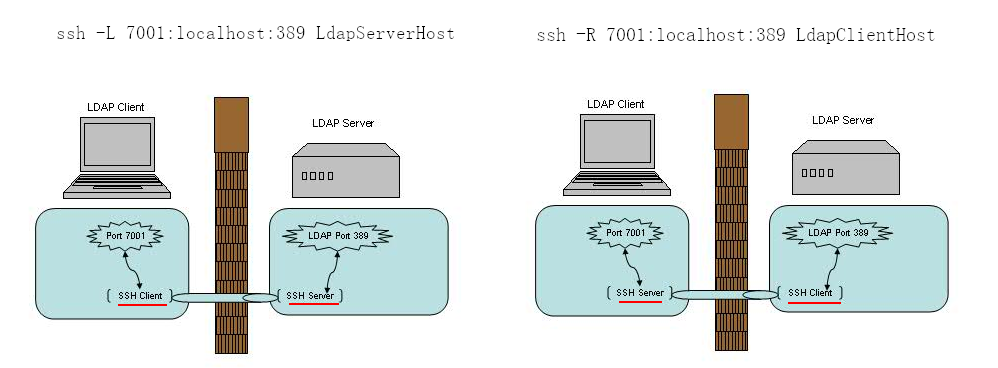 ssh -L 7001:localhost:389 LdapServerHost
LDAP Client
LDAP Server
Port 7001
LDAP Port 389
SSH Client
SSH Server
ssh -R 7001:localhost:389 LdapClientHost
LDAP Client
LDAP Server
Port 7001
LDAP Port 389
SSH Server
SSH Client